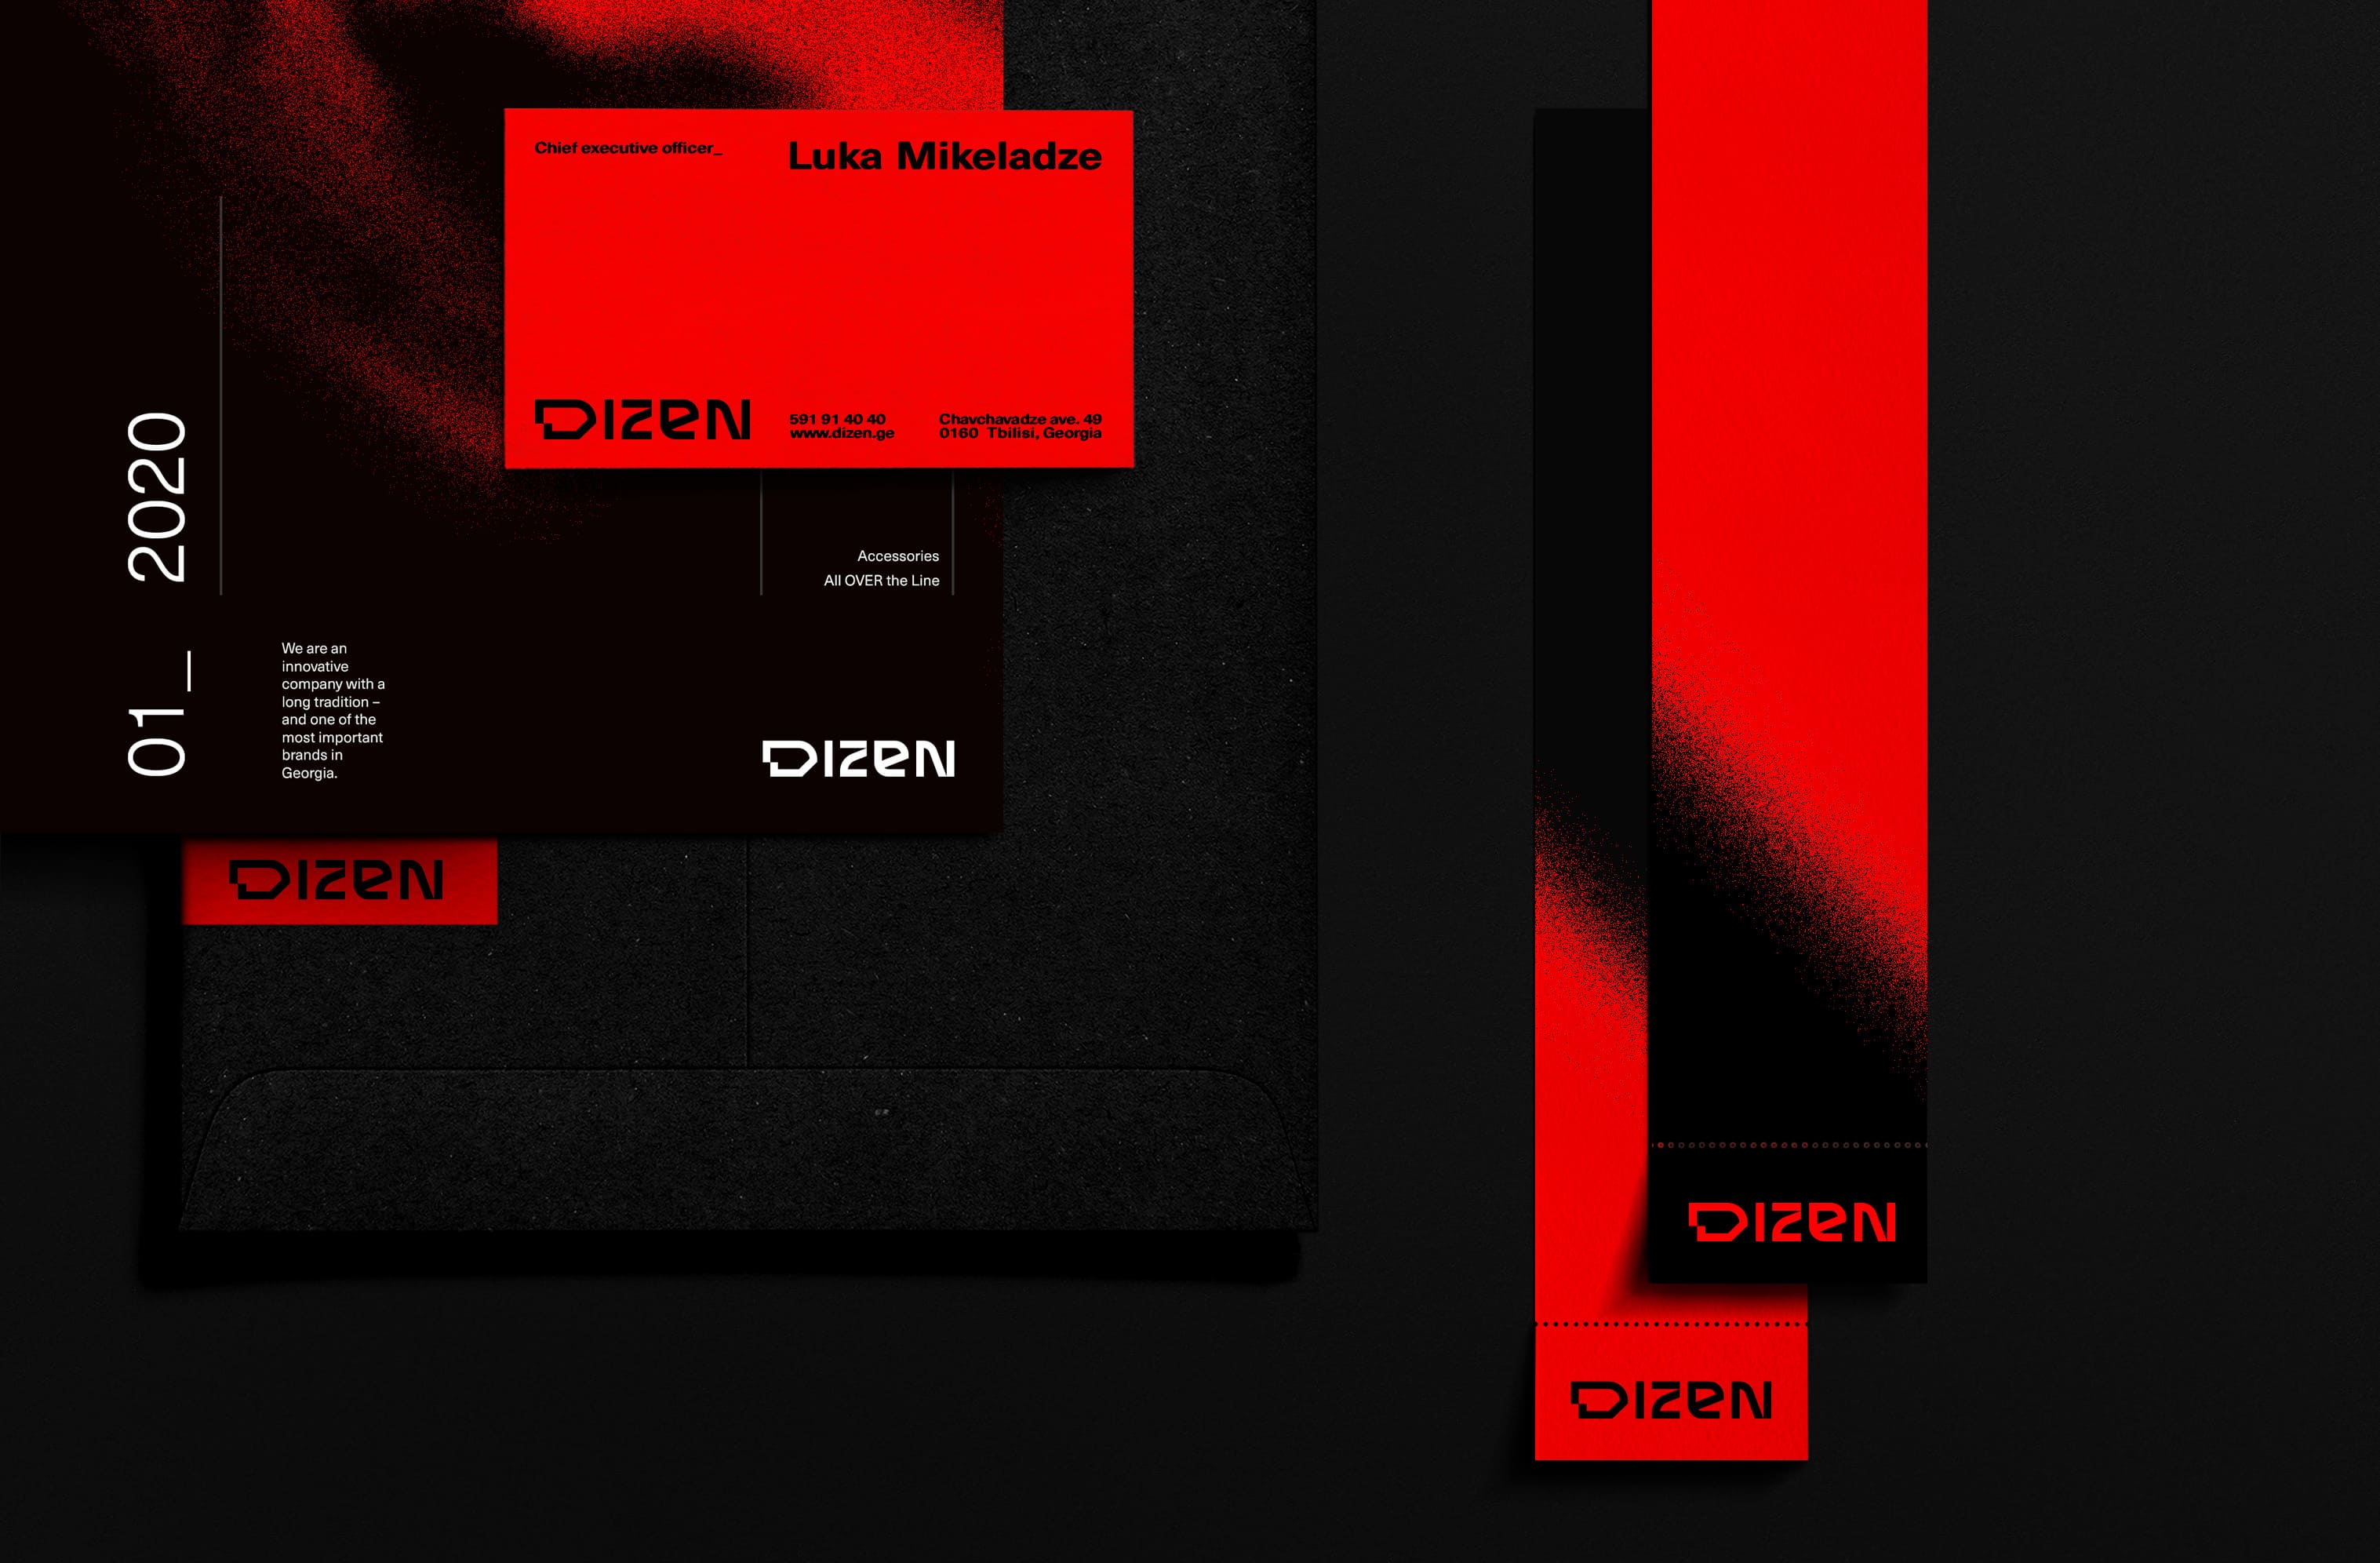 Chief executive officer_
Luka Mikeladze
DIZEN
591 91 40 40
www.dizen.ge
Chavchavadze ave. 49
0160 Tbilisi, Georgia
01_ 2020
Accessories
All OVER the Line
We are an
innovative
company with a
long tradition –
and one of the
most important
brands in
Georgia.
DIZEN
DIZEN
DIZEN
DIZEN